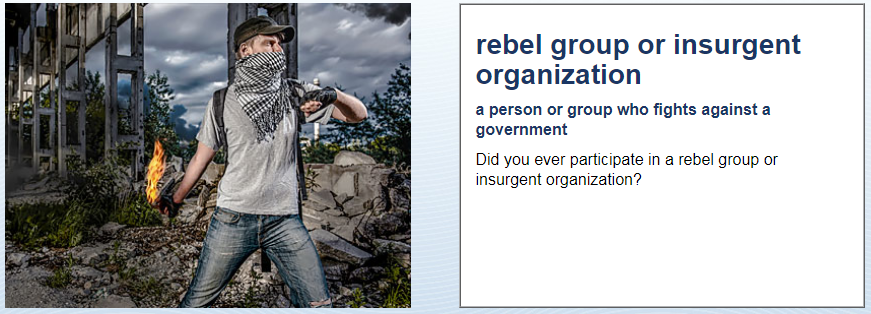 rebel group or insurgent
organization
a person or group who fights against a
government
Did you ever participate in a rebel group or
insurgent organization?